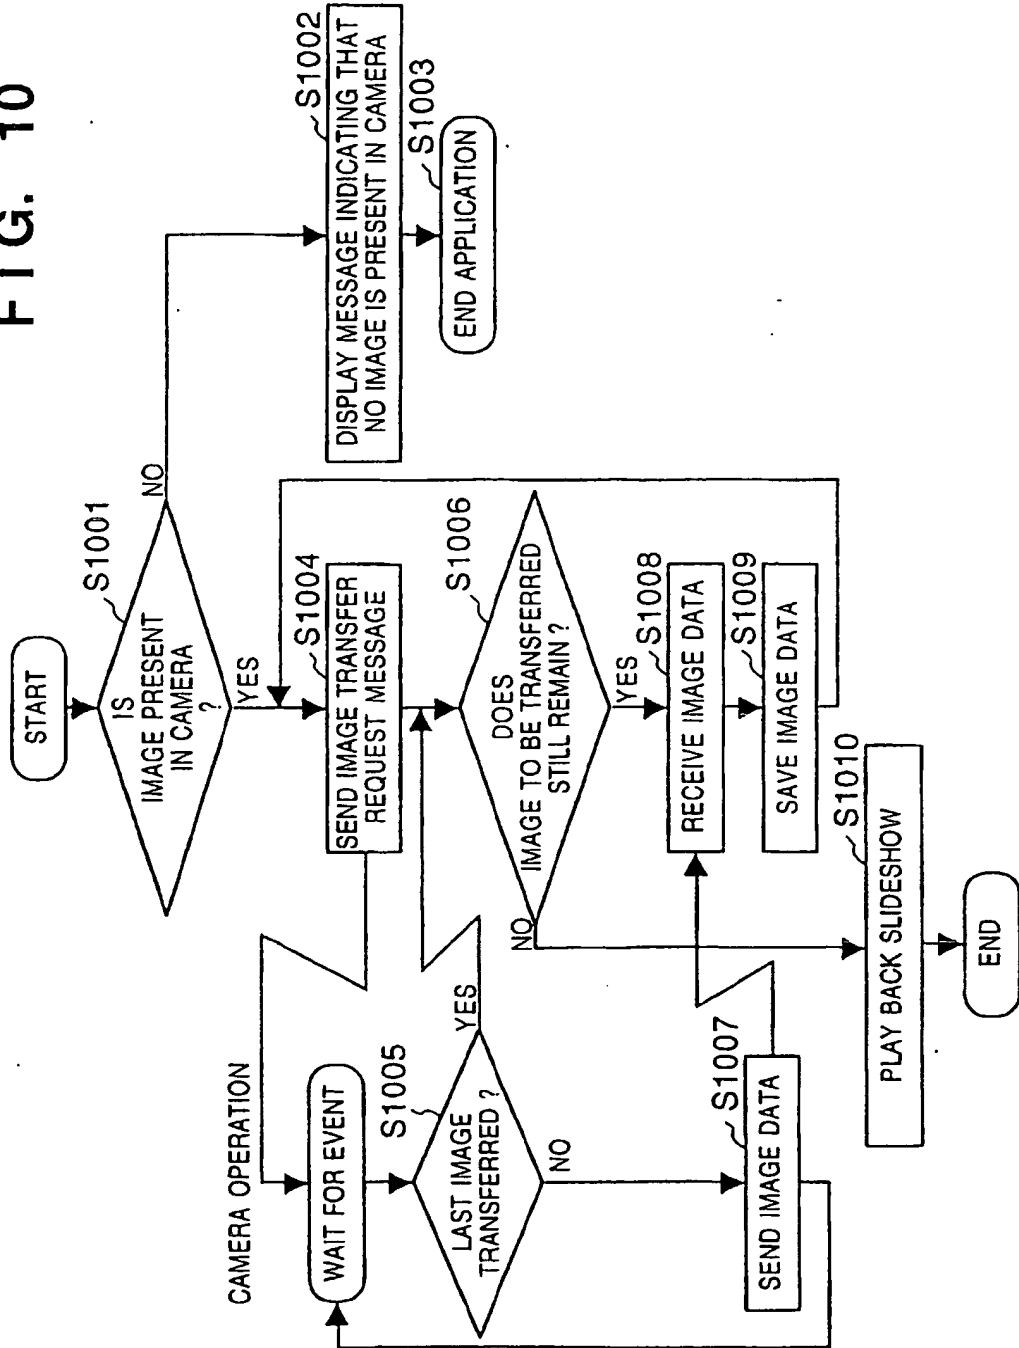 FIG. 10
START
S1001
IS
IMAGE PRESENT
IN CAMERA
?
NO
YES
S1002
DISPLAY MESSAGE INDICATING THAT
NO IMAGE IS PRESENT IN CAMERA
S1003
END APPLICATION
S1004
SEND IMAGE TRANSFER
REQUEST MESSAGE
CAMERA OPERATION
WAIT FOR EVENT
S1005
LAST IMAGE
TRANSFERRED ?
YES
NO
S1006
DOES
IMAGE TO BE TRANSFERRED
STILL REMAIN ?
NO
YES
S1007
SEND IMAGE DATA
S1008
RECEIVE IMAGE DATA
S1009
SAVE IMAGE DATA
S1010
PLAY BACK SLIDESHOW
END